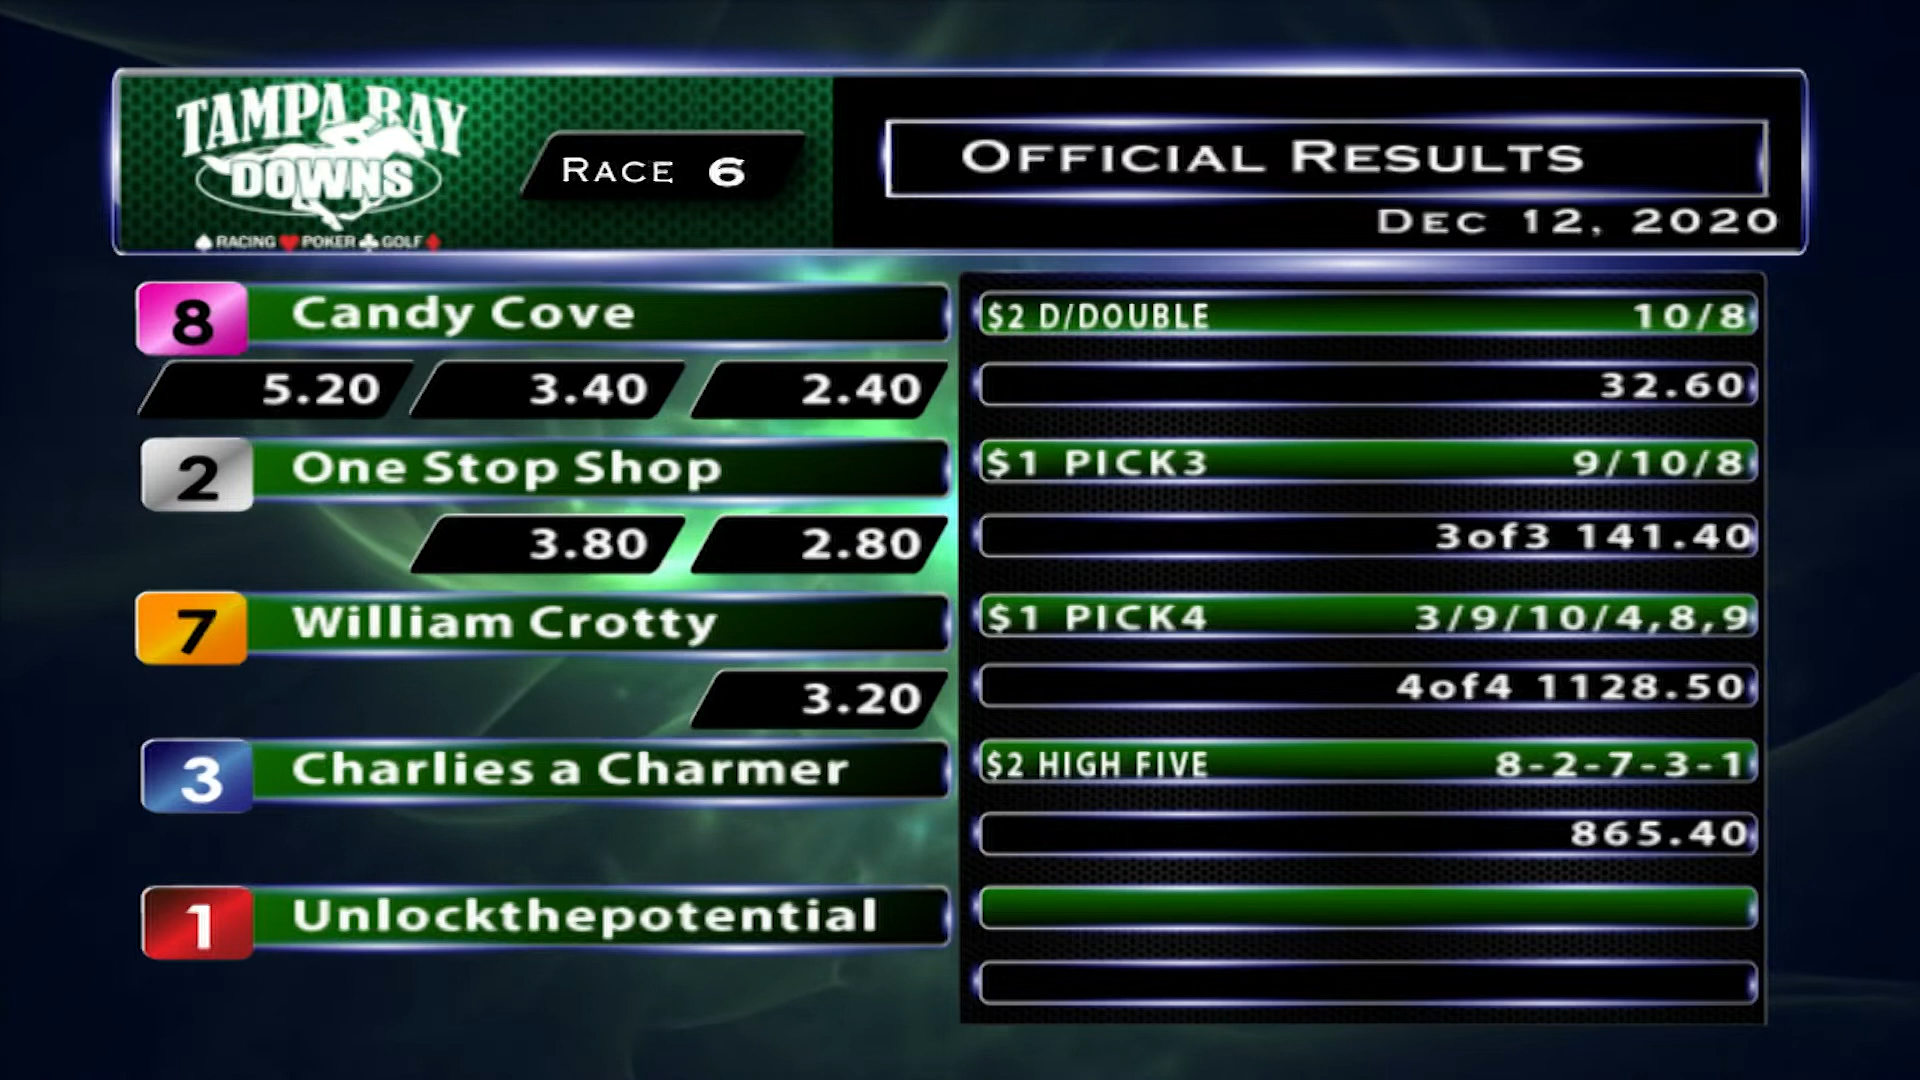 TAMPA BAY
DOWNS
RACING POKER GOLF
RACE 6
OFFICIAL RESULTS
DEC 12, 2020
8 Candy Cove
5.20 3.40 2.40
2 One Stop Shop
3.80 2.80
7 William Crotty
3.20
3 Charlies a Charmer
1 Unlockthepotential
$2 D/DOUBLE 10/8
32.60
$1 PICK3 9/10/8
3of3 141.40
$1 PICK4 3/9/10/4,8,9
4of4 1128.50
$2 HIGH FIVE 8-2-7-3-1
865.40